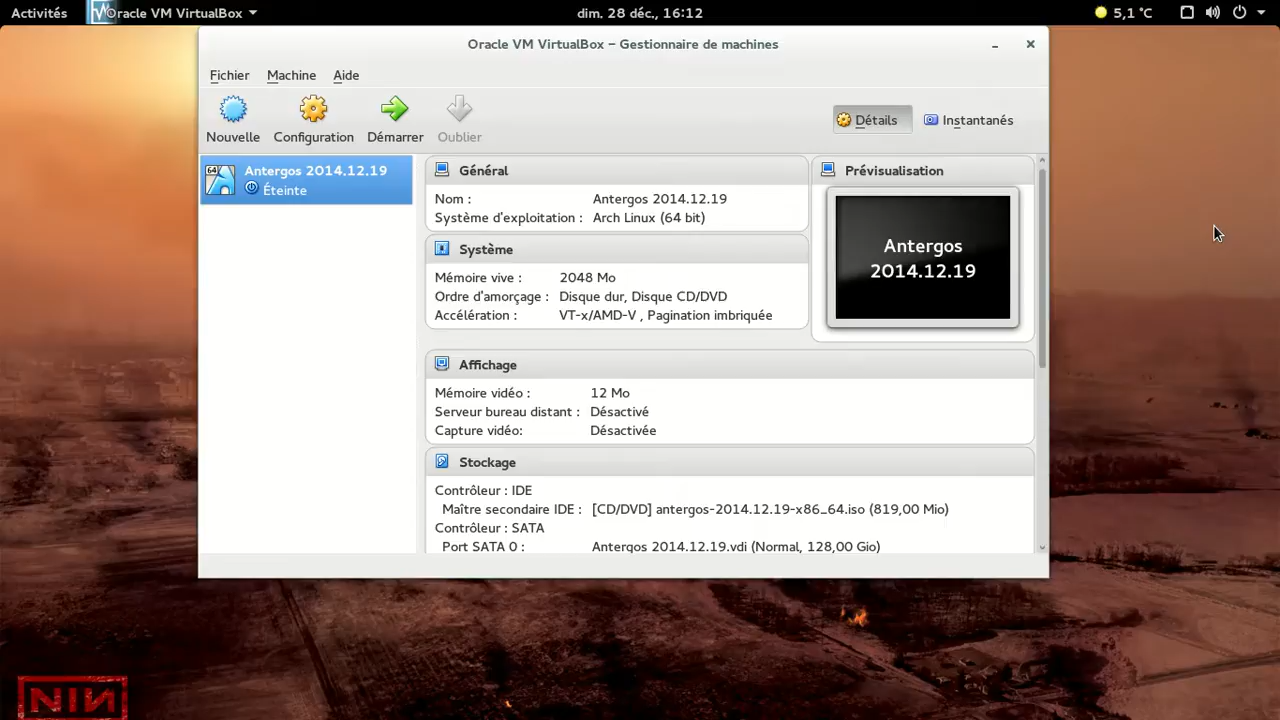 Activités
Oracle VM VirtualBox
dim. 28 déc., 16:12
5,1 °C
Oracle VM VirtualBox – Gestionnaire de machines
Fichier
Machine
Aide
Nouvelle
Configuration
Démarrer
Oublier
Détails
Instantanés
64
Antergos 2014.12.19
Éteinte
Général
Nom :
Antergos 2014.12.19
Système d'exploitation :
Arch Linux (64 bit)
Système
Mémoire vive :
2048 Mo
Ordre d'amorçage :
Disque dur, Disque CD/DVD
Accélération :
VT-x/AMD-V , Pagination imbriquée
Prévisualisation
Antergos
2014.12.19
Affichage
Mémoire vidéo :
12 Mo
Serveur bureau distant :
Désactivé
Capture vidéo:
Désactivée
Stockage
Contrôleur : IDE
Maître secondaire IDE :
[CD/DVD] antergos-2014.12.19-x86_64.iso (819,00 Mio)
Contrôleur : SATA
Port SATA 0 :
Antergos 2014.12.19.vdi (Normal, 128,00 Gio)
NIИ